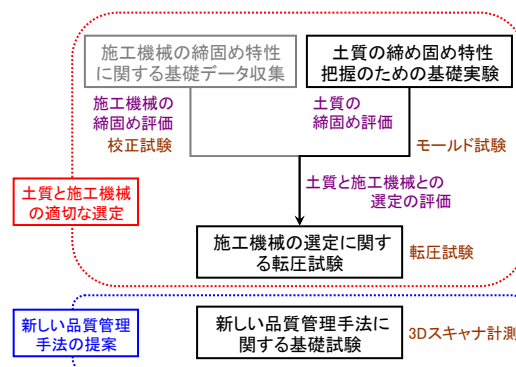 施工機械の締固め特性
に関する基礎データ収集
土質の締め固め特性
把握のための基礎実験
施工機械の
締固め評価
校正試験
土質の
締固め評価
モールド試験
土質と施工機械との
選定の評価
土質と施工機械
の適切な選定
施工機械の選定に関す
る転圧試験
転圧試験
新しい品質管理
手法の提案
新しい品質管理手法に
関する基礎試験
3Dスキャナ計測